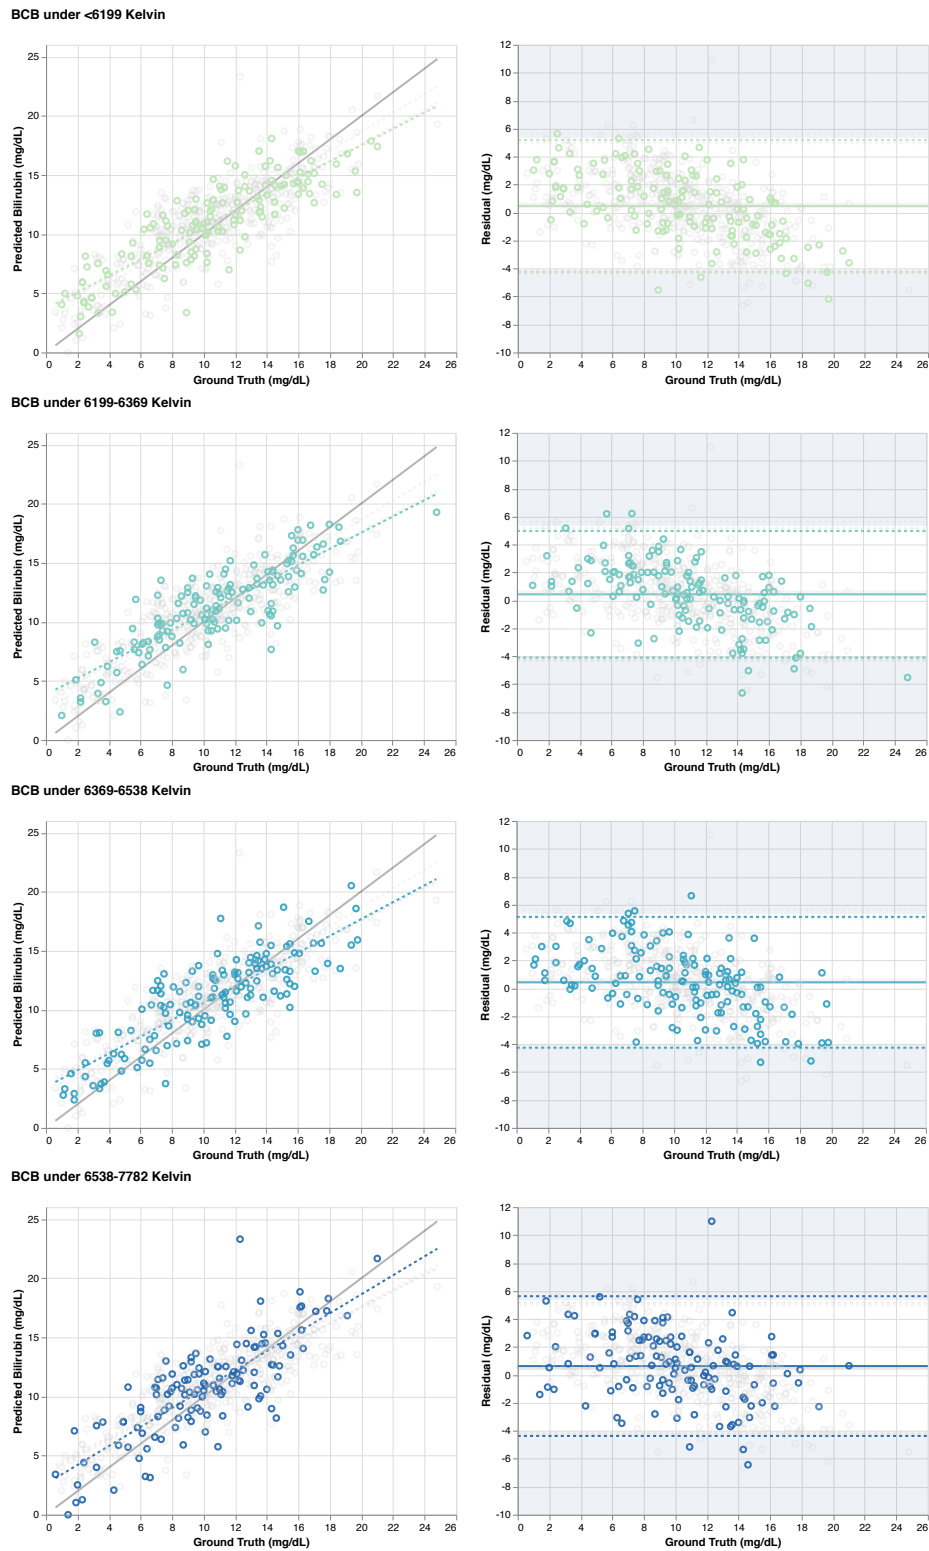 BCB under <6199 Kelvin
25
20
15
10
5
0
Predicted Bilirubin (mg/dL)
0 2 4 6 8 10 12 14 16 18 20 22 24 26
Ground Truth (mg/dL)
12
10
8
6
4
2
0
-2
-4
-6
-8
-10
Residual (mg/dL)
0 2 4 6 8 10 12 14 16 18 20 22 24 26
Ground Truth (mg/dL)
BCB under 6199-6369 Kelvin
25
20
15
10
5
0
Predicted Bilirubin (mg/dL)
0 2 4 6 8 10 12 14 16 18 20 22 24 26
Ground Truth (mg/dL)
12
10
8
6
4
2
0
-2
-4
-6
-8
-10
Residual (mg/dL)
0 2 4 6 8 10 12 14 16 18 20 22 24 26
Ground Truth (mg/dL)
BCB under 6369-6538 Kelvin
25
20
15
10
5
0
Predicted Bilirubin (mg/dL)
0 2 4 6 8 10 12 14 16 18 20 22 24 26
Ground Truth (mg/dL)
12
10
8
6
4
2
0
-2
-4
-6
-8
-10
Residual (mg/dL)
0 2 4 6 8 10 12 14 16 18 20 22 24 26
Ground Truth (mg/dL)
BCB under 6538-7782 Kelvin
25
20
15
10
5
0
Predicted Bilirubin (mg/dL)
0 2 4 6 8 10 12 14 16 18 20 22 24 26
Ground Truth (mg/dL)
12
10
8
6
4
2
0
-2
-4
-6
-8
-10
Residual (mg/dL)
0 2 4 6 8 10 12 14 16 18 20 22 24 26
Ground Truth (mg/dL)